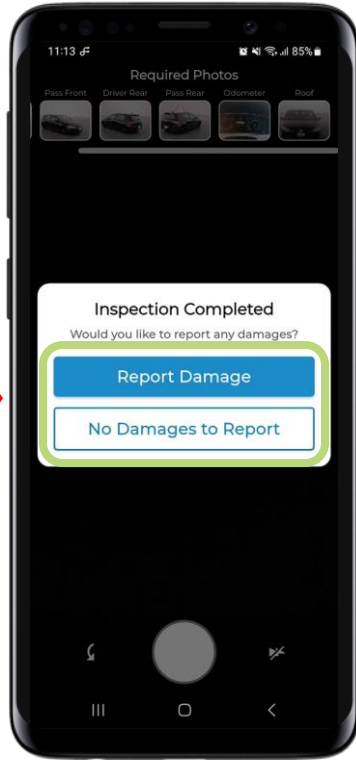 11:13
85%
Required Photos
Pass Front Driver Rear Pass Rear Odometer Roof
Inspection Completed
Would you like to report any damages?
Report Damage
No Damages to Report